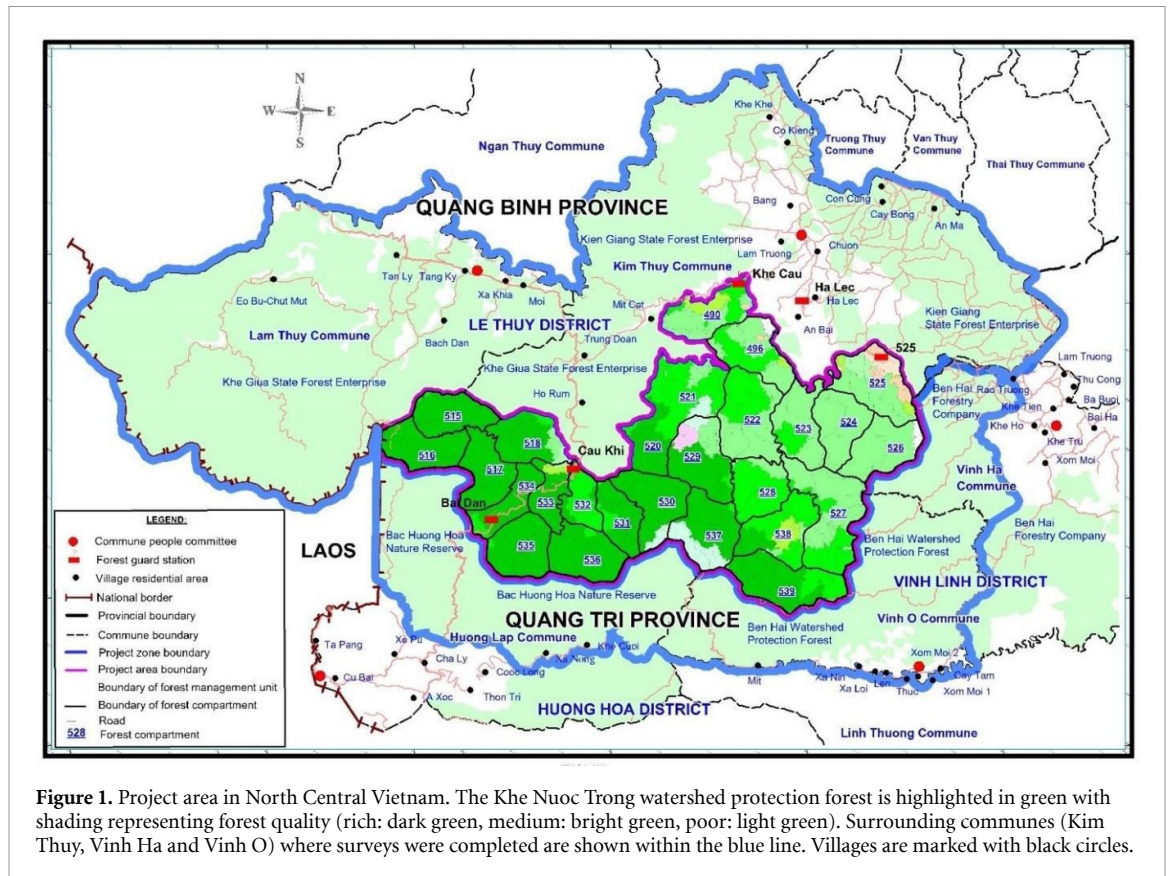 N
W
E
S
Khe Khe
Co Kieng
Truong Thuy
Commune
Van Thuy
Commune
Thai Thuy Commune
Ngan Thuy Commune
QUANG BINH PROVINCE
Bang
Con Cung
Cay Bong
An Ma
Kien Giang State Forest Enterprise
Lam Truong
Chuon
Kim Thuy Commune
Khe Cau
Tan Ly
Tang Ky
Xa Khia
Moi
Eo Bu-Chut Mut
Ha Lec
Ha Lec
Mit Cat
490
An Bai
Kien Giang
State Forest Enterprise
Lam Thuy Commune
Bach Dan
LE THUY DISTRICT
Trung Doan
496
525
525
Khe Giua State Forest Enterprise
Khe Giua State Forest Enterprise
Ho Rum
Lam Truong
Thu Cong
Ben Hai
Forestry
Company
Rao Truong
Ba Buoi
Khe Tien
Bai Ha
Khe Ho
Khe Tru
Xom Moi
521
522
523
524
526
515
516
517
518
520
529
Cau Khi
534
533
532
531
530
528
527
537
538
539
535
536
Bai Dan
Vinh Ha
Commune
Ben Hai
Forestry Company
Ben Hai Watershed
Protection Forest
Bac Huong Hoa
Nature Reserve
LAOS
Bac Huong Hoa Nature Reserve
VINH LINH DISTRICT
QUANG TRI PROVINCE
Ben Hai Watershed
Protection Forest
Vinh O Commune
Huong Lap Commune
Ta Pang
Xe Pu
Cha Ly
Cu Bai
A Xoc
Cooc Long
Thon Tri
Xa Nong
Khe Cuoi
Mit
Xa Nin
Xa Loi
Len
Thuc
Xom Moi 2
Cay Tam
Xom Moi 1
HUONG HOA DISTRICT
Linh Thuong Commune
LEGEND:
Commune people committee
Forest guard station
Village residential area
National border
Provincial boundary
Commune boundary
Project zone boundary
Project area boundary
Boundary of forest management unit
Boundary of forest compartment
Road
528 Forest compartment
Figure 1. Project area in North Central Vietnam. The Khe Nuoc Trong watershed protection forest is highlighted in green with
shading representing forest quality (rich: dark green, medium: bright green, poor: light green). Surrounding communes (Kim
Thuy, Vinh Ha and Vinh O) where surveys were completed are shown within the blue line. Villages are marked with black circles.